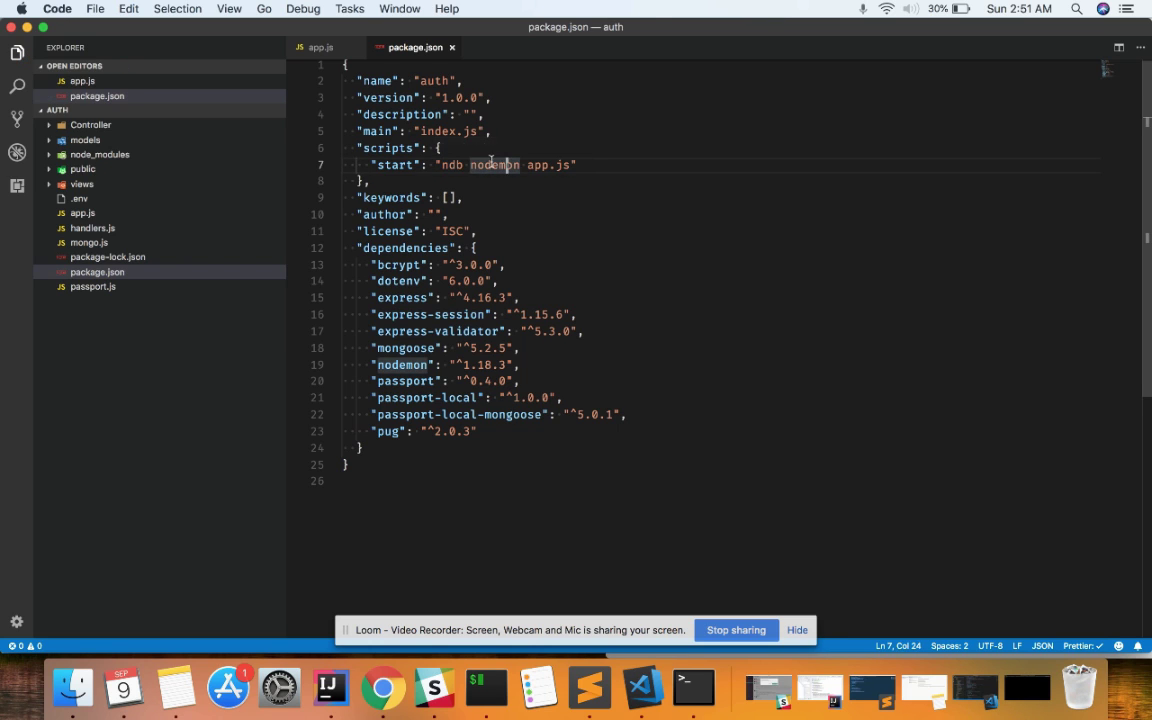 Code File Edit Selection View Go Debug Tasks Window Help 30% Sun 2:51 AM
package.json — auth
EXPLORER
OPEN EDITORS
app.js
package.json
AUTH
Controller
models
node_modules
public
views
.env
app.js
handlers.js
mongo.js
package-lock.json
package.json
passport.js
app.js package.json
1 {
2 "name": "auth",
3 "version": "1.0.0",
4 "description": "",
5 "main": "index.js",
6 "scripts": {
7 "start": "ndb nodemon app.js"
8 },
9 "keywords": [],
10 "author": "",
11 "license": "ISC",
12 "dependencies": {
13 "bcrypt": "^3.0.0",
14 "dotenv": "6.0.0",
15 "express": "^4.16.3",
16 "express-session": "^1.15.6",
17 "express-validator": "^5.3.0",
18 "mongoose": "^5.2.5",
19 "nodemon": "^1.18.3",
20 "passport": "^0.4.0",
21 "passport-local": "^1.0.0",
22 "passport-local-mongoose": "^5.0.1",
23 "pug": "^2.0.3"
24 }
25 }
26
Loom - Video Recorder: Screen, Webcam and Mic is sharing your screen. Stop sharing Hide
0 0 Ln 7, Col 24 Spaces: 2 UTF-8 LF JSON Prettier: ✓
SEP
9
1
IJ
$
>_